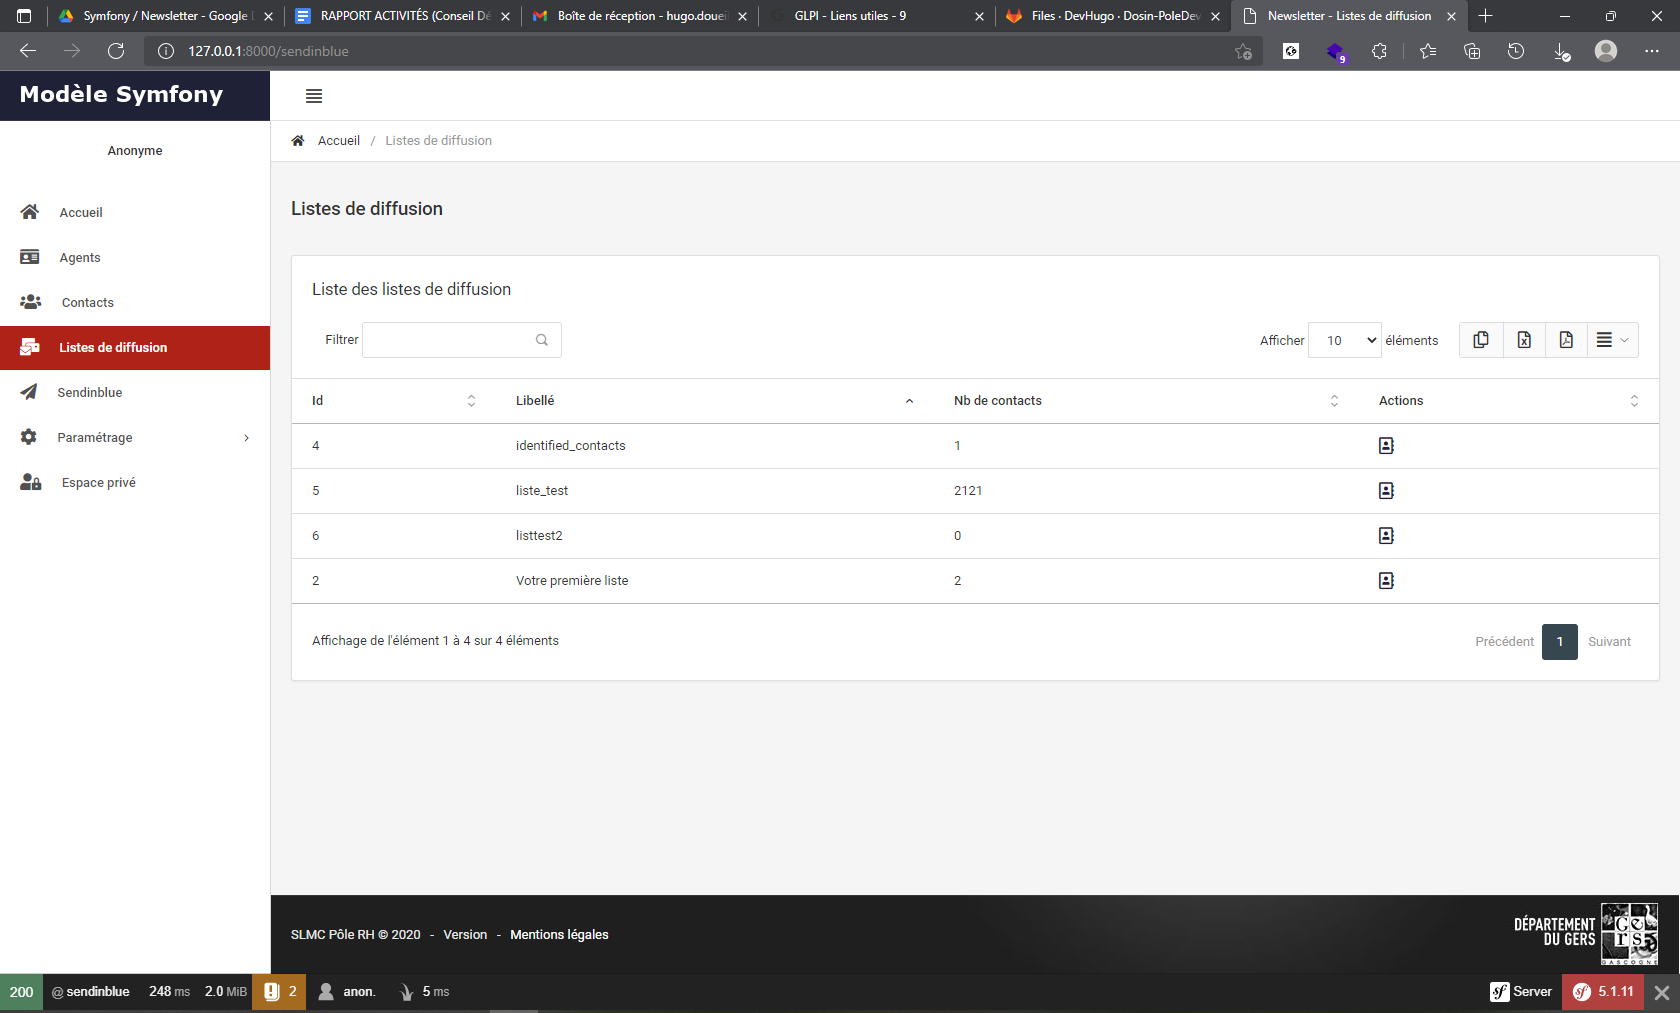 Symfony / Newsletter - Google
RAPPORT ACTIVITÉS (Conseil Dé
Boîte de réception - hugo.doueil
GLPI - Liens utiles - 9
Files · DevHugo · Dosin-PoleDev
Newsletter - Listes de diffusion
127.0.0.1:8000/sendinblue
9
Modèle Symfony
Anonyme
Accueil
Agents
Contacts
Listes de diffusion
Sendinblue
Paramétrage
Espace privé
Accueil / Listes de diffusion
Listes de diffusion
Liste des listes de diffusion
Filtrer
Afficher 10 éléments
Id Libellé Nb de contacts Actions
4 identified_contacts 1
5 liste_test 2121
6 listtest2 0
2 Votre première liste 2
Affichage de l'élément 1 à 4 sur 4 éléments
Précédent 1 Suivant
SLMC Pôle RH © 2020 - Version - Mentions légales
DÉPARTEMENT
DU GERS
Gers
GASCOGNE
200 @ sendinblue 248 ms 2.0 MiB 2 anon. 5 ms
sf Server sf 5.1.11